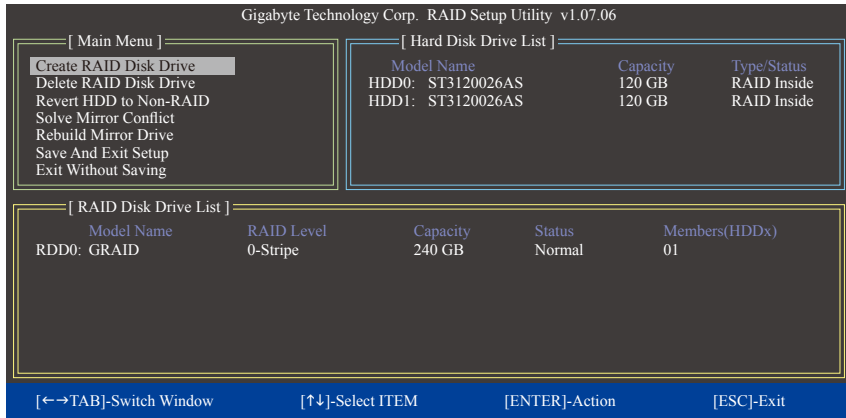 Gigabyte Technology Corp. RAID Setup Utility v1.07.06
[ Main Menu ]
Create RAID Disk Drive
Delete RAID Disk Drive
Revert HDD to Non-RAID
Solve Mirror Conflict
Rebuild Mirror Drive
Save And Exit Setup
Exit Without Saving
[ Hard Disk Drive List ]
Model Name Capacity Type/Status
HDD0: ST3120026AS 120 GB RAID Inside
HDD1: ST3120026AS 120 GB RAID Inside
[ RAID Disk Drive List ]
Model Name RAID Level Capacity Status Members(HDDx)
RDD0: GRAID 0-Stripe 240 GB Normal 01
[←→TAB]-Switch Window [↑↓]-Select ITEM [ENTER]-Action [ESC]-Exit